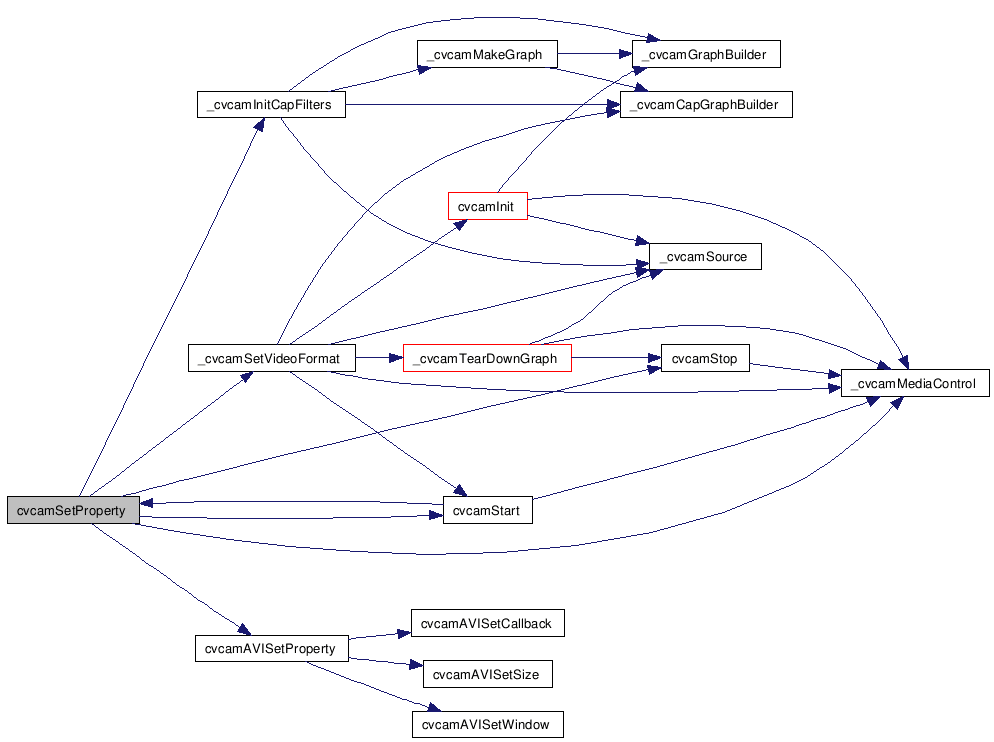 _cvcamMakeGraph
_cvcamGraphBuilder
_cvcamInitCapFilters
_cvcamCapGraphBuilder
cvcamInit
_cvcamSource
_cvcamSetVideoFormat
_cvcamTearDownGraph
cvcamStop
_cvcamMediaControl
cvcamSetProperty
cvcamStart
cvcamAVISetCallback
cvcamAVISetProperty
cvcamAVISetSize
cvcamAVISetWindow